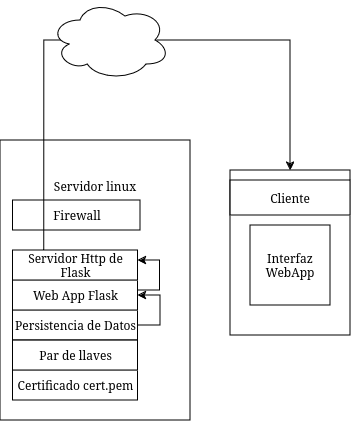 Servidor linux
Firewall
Servidor Http de
Flask
Web App Flask
Persistencia de Datos
Par de llaves
Certificado cert.pem
Cliente
Interfaz
WebApp